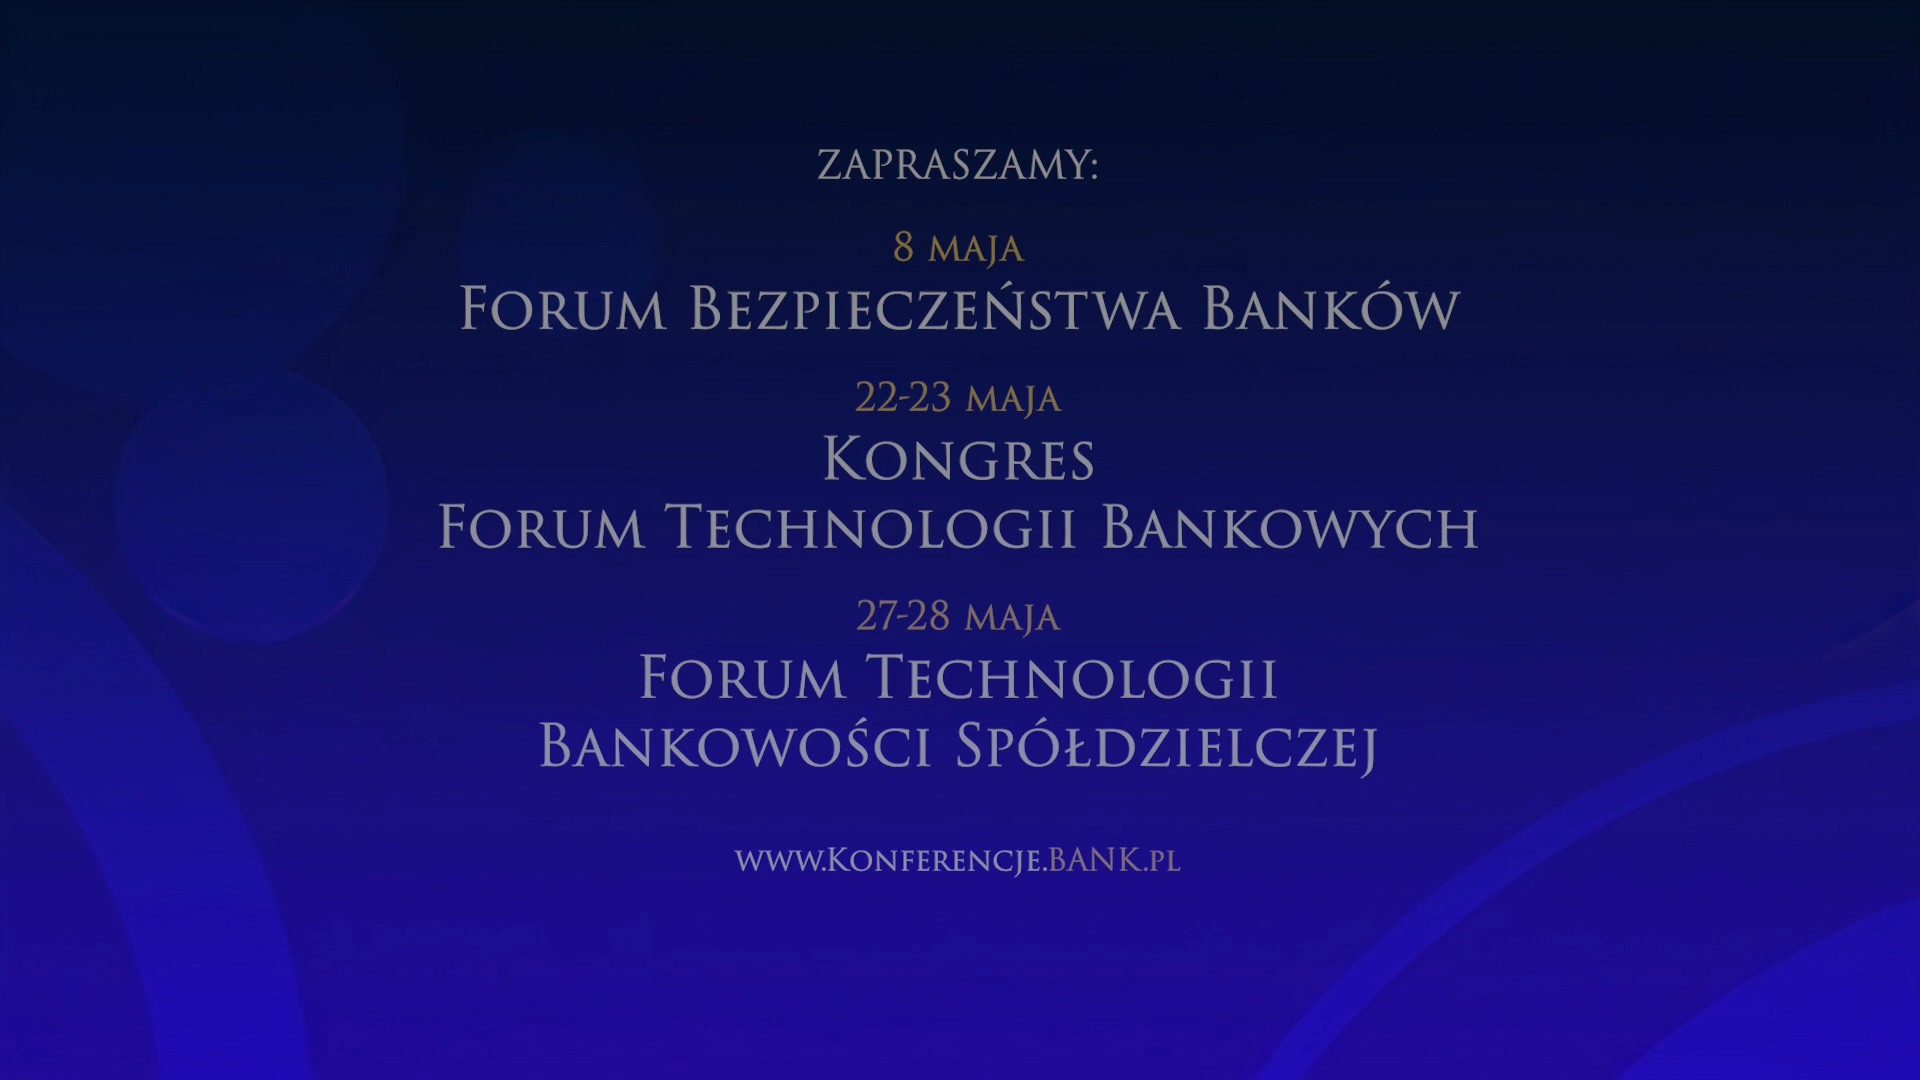 ZAPRASZAMY:
8 MAJA
FORUM BEZPIECZEŃSTWA BANKÓW
22-23 MAJA
KONGRES
FORUM TECHNOLOGII BANKOWYCH
27-28 MAJA
FORUM TECHNOLOGII
BANKOWOŚCI SPÓŁDZIELCZEJ
WWW.KONFERENCJE.BANK.PL